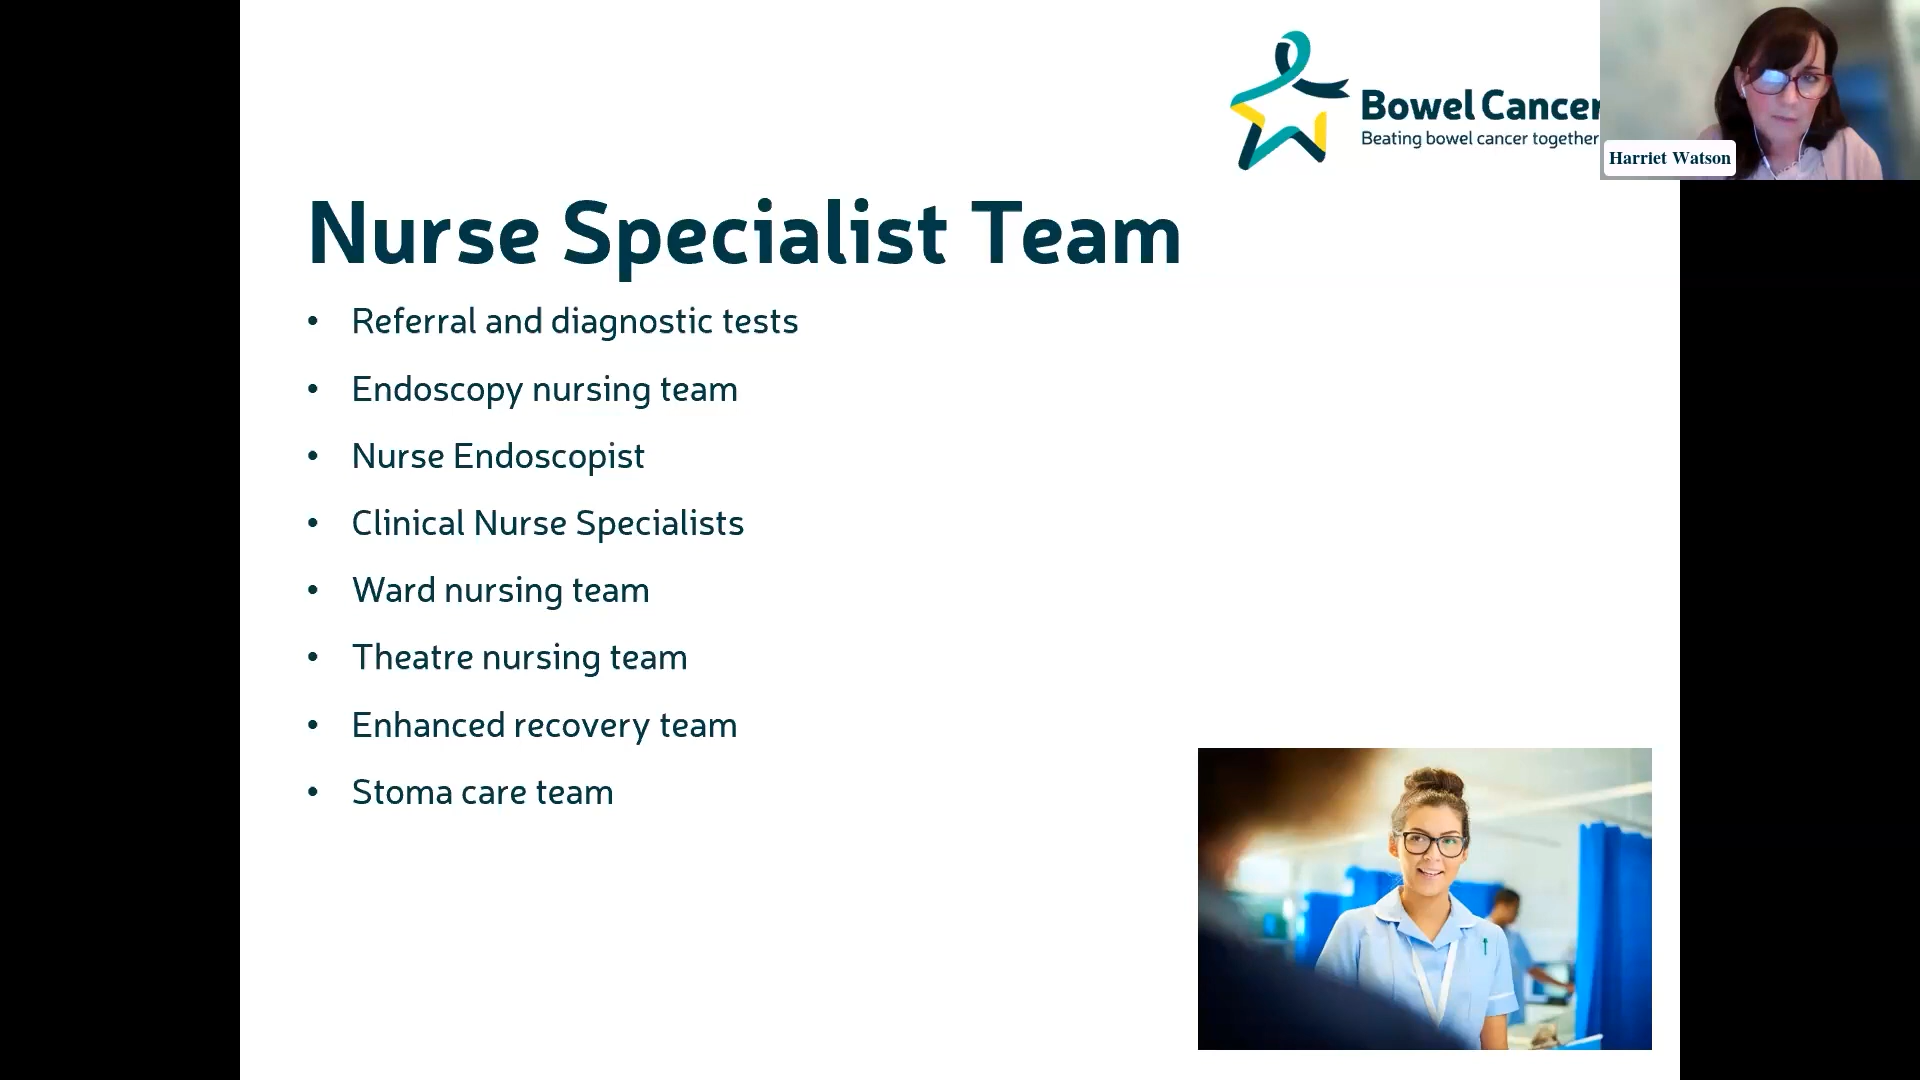 Bowel Cancer
Beating bowel cancer together
Harriet Watson
Nurse Specialist Team
• Referral and diagnostic tests
• Endoscopy nursing team
• Nurse Endoscopist
• Clinical Nurse Specialists
• Ward nursing team
• Theatre nursing team
• Enhanced recovery team
• Stoma care team